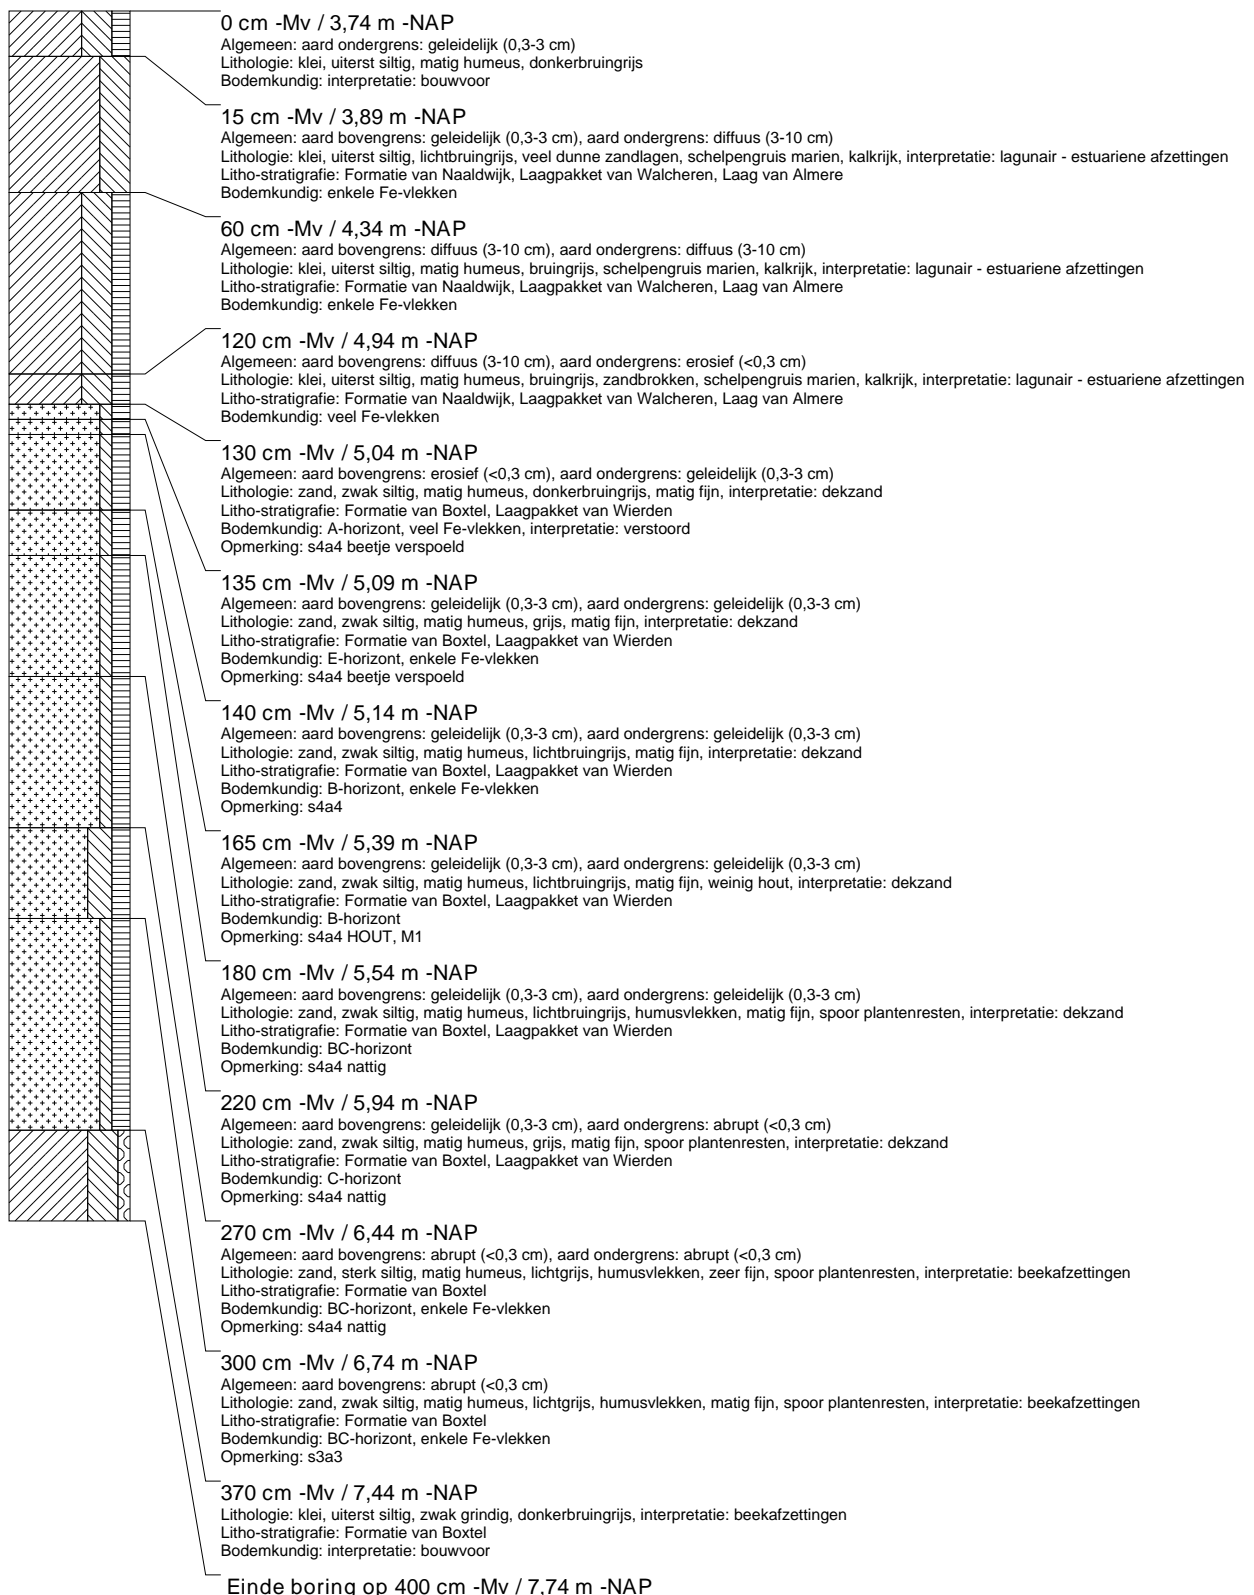 0 cm -Mv / 3,74 m -NAP
Algemeen: aard ondergrens: geleidelijk (0,3-3 cm)
Lithologie: klei, uiterst siltig, matig humeus, donkerbruingrijs
Bodemkundig: interpretatie: bouwvoor
15 cm -Mv / 3,89 m -NAP
Algemeen: aard bovengrens: geleidelijk (0,3-3 cm), aard ondergrens: diffuus (3-10 cm)
Lithologie: klei, uiterst siltig, lichtbruingrijs, veel dunne zandlagen, schelpengruis marien, kalkrijk, interpretatie: lagunair - estuariene afzettingen
Litho-stratigrafie: Formatie van Naaldwijk, Laagpakket van Walcheren, Laag van Almere
Bodemkundig: enkele Fe-vlekken
60 cm -Mv / 4,34 m -NAP
Algemeen: aard bovengrens: diffuus (3-10 cm), aard ondergrens: diffuus (3-10 cm)
Lithologie: klei, uiterst siltig, matig humeus, bruingrijs, schelpengruis marien, kalkrijk, interpretatie: lagunair - estuariene afzettingen
Litho-stratigrafie: Formatie van Naaldwijk, Laagpakket van Walcheren, Laag van Almere
Bodemkundig: enkele Fe-vlekken
120 cm -Mv / 4,94 m -NAP
Algemeen: aard bovengrens: diffuus (3-10 cm), aard ondergrens: erosief (<0,3 cm)
Lithologie: klei, uiterst siltig, matig humeus, bruingrijs, zandbrokken, schelpengruis marien, kalkrijk, interpretatie: lagunair - estuariene afzettingen
Litho-stratigrafie: Formatie van Naaldwijk, Laagpakket van Walcheren, Laag van Almere
Bodemkundig: veel Fe-vlekken
130 cm -Mv / 5,04 m -NAP
Algemeen: aard bovengrens: erosief (<0,3 cm), aard ondergrens: geleidelijk (0,3-3 cm)
Lithologie: zand, zwak siltig, matig humeus, donkerbruingrijs, matig fijn, interpretatie: dekzand
Litho-stratigrafie: Formatie van Boxtel, Laagpakket van Wierden
Bodemkundig: A-horizont, veel Fe-vlekken, interpretatie: verstoord
Opmerking: s4a4 beetje verspoeld
135 cm -Mv / 5,09 m -NAP
Algemeen: aard bovengrens: geleidelijk (0,3-3 cm), aard ondergrens: geleidelijk (0,3-3 cm)
Lithologie: zand, zwak siltig, matig humeus, grijs, matig fijn, interpretatie: dekzand
Litho-stratigrafie: Formatie van Boxtel, Laagpakket van Wierden
Bodemkundig: E-horizont, enkele Fe-vlekken
Opmerking: s4a4 beetje verspoeld
140 cm -Mv / 5,14 m -NAP
Algemeen: aard bovengrens: geleidelijk (0,3-3 cm), aard ondergrens: geleidelijk (0,3-3 cm)
Lithologie: zand, zwak siltig, matig humeus, lichtbruingrijs, matig fijn, interpretatie: dekzand
Litho-stratigrafie: Formatie van Boxtel, Laagpakket van Wierden
Bodemkundig: B-horizont, enkele Fe-vlekken
Opmerking: s4a4
165 cm -Mv / 5,39 m -NAP
Algemeen: aard bovengrens: geleidelijk (0,3-3 cm), aard ondergrens: geleidelijk (0,3-3 cm)
Lithologie: zand, zwak siltig, matig humeus, lichtbruingrijs, matig fijn, weinig hout, interpretatie: dekzand
Litho-stratigrafie: Formatie van Boxtel, Laagpakket van Wierden
Bodemkundig: B-horizont
Opmerking: s4a4 HOUT, M1
180 cm -Mv / 5,54 m -NAP
Algemeen: aard bovengrens: geleidelijk (0,3-3 cm), aard ondergrens: geleidelijk (0,3-3 cm)
Lithologie: zand, zwak siltig, matig humeus, lichtbruingrijs, humusvlekken, matig fijn, spoor plantenresten, interpretatie: dekzand
Litho-stratigrafie: Formatie van Boxtel, Laagpakket van Wierden
Bodemkundig: BC-horizont
Opmerking: s4a4 nattig
220 cm -Mv / 5,94 m -NAP
Algemeen: aard bovengrens: geleidelijk (0,3-3 cm), aard ondergrens: abrupt (<0,3 cm)
Lithologie: zand, zwak siltig, matig humeus, grijs, matig fijn, spoor plantenresten, interpretatie: dekzand
Litho-stratigrafie: Formatie van Boxtel, Laagpakket van Wierden
Bodemkundig: C-horizont
Opmerking: s4a4 nattig
270 cm -Mv / 6,44 m -NAP
Algemeen: aard bovengrens: abrupt (<0,3 cm), aard ondergrens: abrupt (<0,3 cm)
Lithologie: zand, sterk siltig, matig humeus, lichtgrijs, humusvlekken, zeer fijn, spoor plantenresten, interpretatie: beekafzettingen
Litho-stratigrafie: Formatie van Boxtel
Bodemkundig: BC-horizont, enkele Fe-vlekken
Opmerking: s4a4 nattig
300 cm -Mv / 6,74 m -NAP
Algemeen: aard bovengrens: abrupt (<0,3 cm)
Lithologie: zand, zwak siltig, matig humeus, lichtgrijs, humusvlekken, matig fijn, spoor plantenresten, interpretatie: beekafzettingen
Litho-stratigrafie: Formatie van Boxtel
Bodemkundig: BC-horizont, enkele Fe-vlekken
Opmerking: s3a3
370 cm -Mv / 7,44 m -NAP
Lithologie: klei, uiterst siltig, zwak grindig, donkerbruingrijs, interpretatie: beekafzettingen
Litho-stratigrafie: Formatie van Boxtel
Bodemkundig: interpretatie: bouwvoor
Einde boring op 400 cm -Mv / 7,74 m -NAP